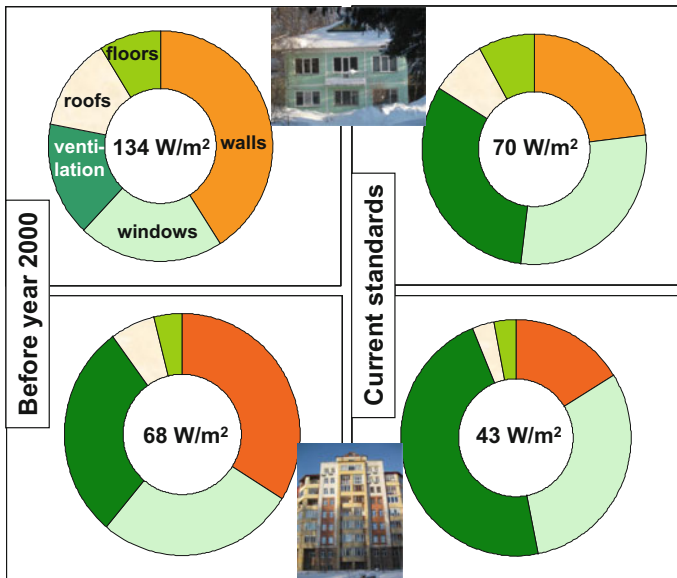 floors
roofs
venti-
lation
134 W/m²
walls
windows
70 W/m²
Before year 2000
Current standards
68 W/m²
43 W/m²